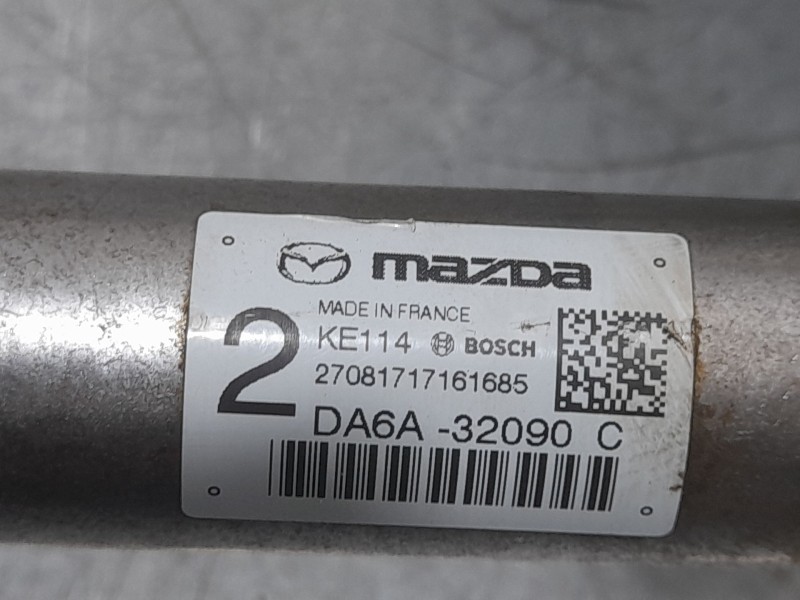 mazda
MADE IN FRANCE
2 KE114 BOSCH
27081717161685
DA6A -32090 C